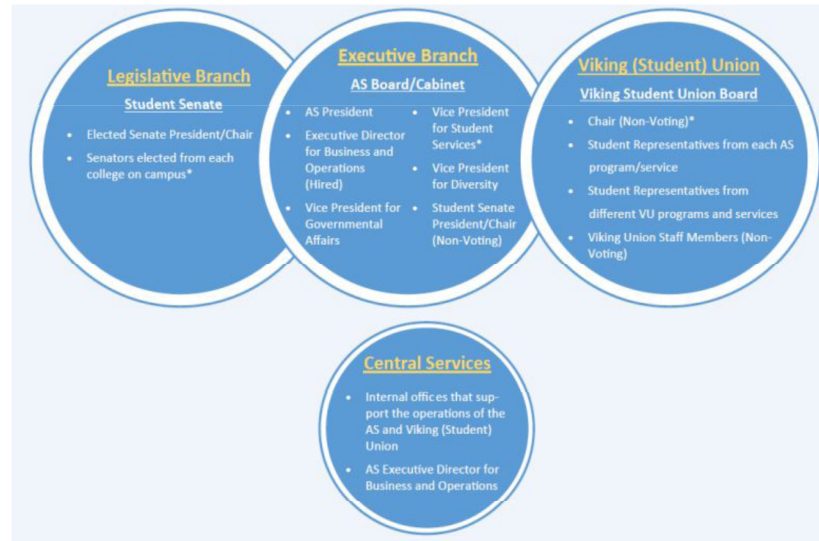 Legislative Branch
Student Senate
• Elected Senate President/Chair
• Senators elected from each
college on campus*
Executive Branch
AS Board/Cabinet
• AS President
• Executive Director
for Business and
Operations
(Hired)
• Vice President for
Governmental
Affairs
• Vice President
for Student
Services*
• Vice President
for Diversity
• Student Senate
President/Chair
(Non-Voting)
Viking (Student) Union
Viking Student Union Board
• Chair (Non-Voting)*
• Student Representatives from each AS
program/service
• Student Representatives from
different VU programs and services
• Viking Union Staff Members (Non-
Voting)
Central Services
• Internal offices that sup-
port the operations of the
AS and Viking (Student)
Union
• AS Executive Director for
Business and Operations